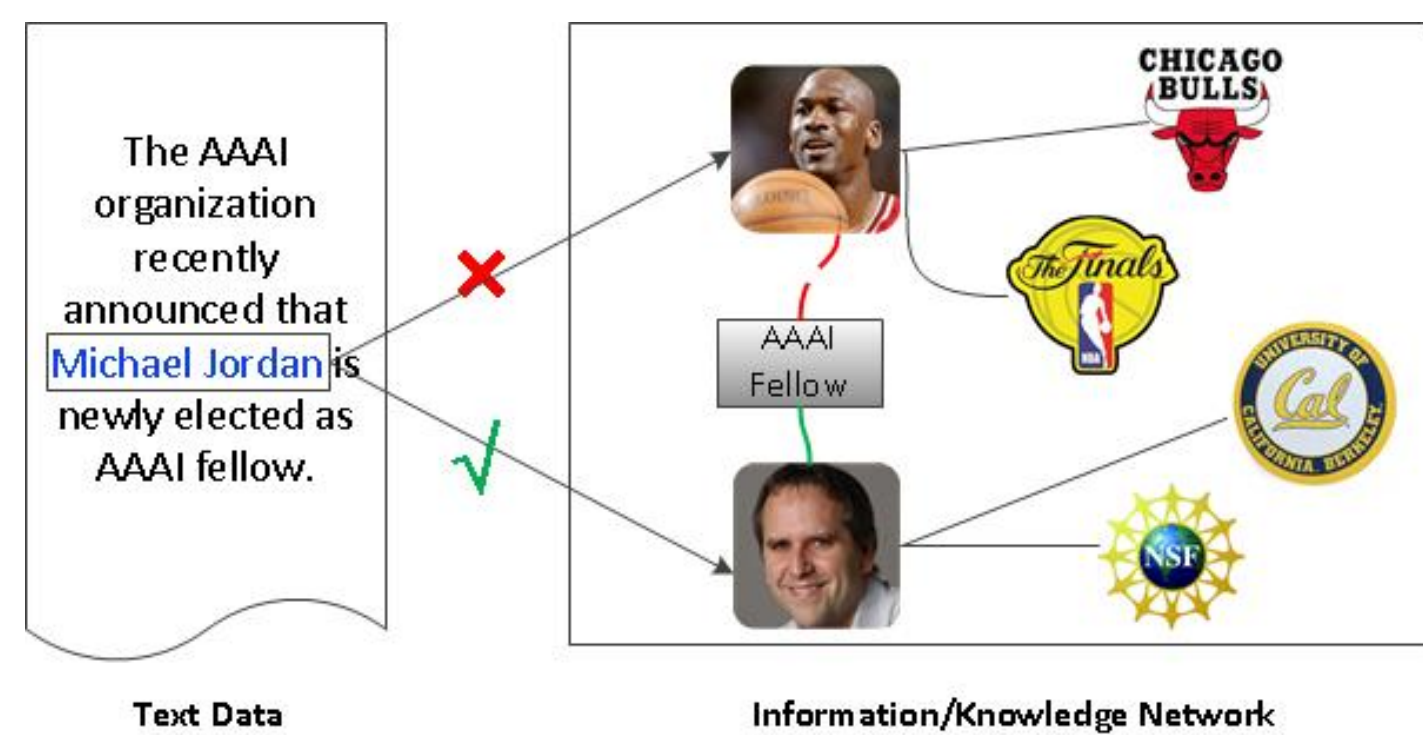 The AAAI
organization
recently
announced that
Michael Jordan is
newly elected as
AAAI fellow.
AAAI
Fellow
CHICAGO
BULLS
The Finals
NBA
UNIVERSITY OF
Cal
CALIFORNIA, BERKELEY
NSF
Text Data
Information/Knowledge Network